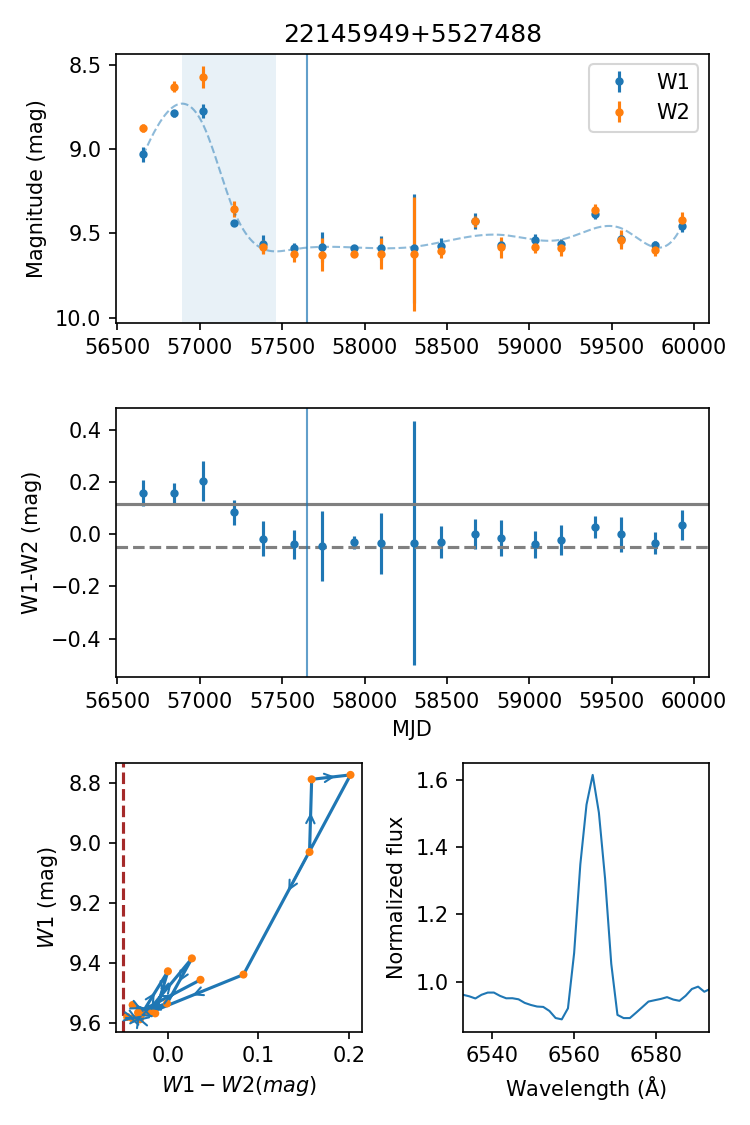 22145949+5527488
8.5
9.0
9.5
10.0
Magnitude (mag)
W1
W2
56500 57000 57500 58000 58500 59000 59500 60000
0.4
0.2
0.0
−0.2
−0.4
W1-W2 (mag)
56500 57000 57500 58000 58500 59000 59500 60000
MJD
8.8
9.0
9.2
9.4
9.6
W1 (mag)
0.0 0.1 0.2
W1 − W2(mag)
1.6
1.4
1.2
1.0
Normalized flux
6540 6560 6580
Wavelength (Å)